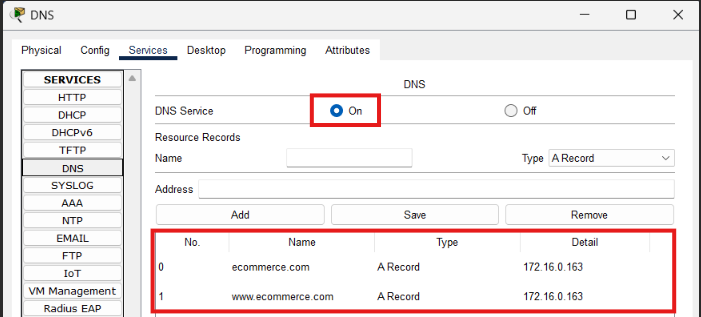 DNS
Physical Config Services Desktop Programming Attributes
SERVICES
HTTP
DHCP
DHCPv6
TFTP
DNS
SYSLOG
AAA
NTP
EMAIL
FTP
IoT
VM Management
Radius EAP
DNS
DNS Service On Off
Resource Records
Name Type A Record
Address
Add Save Remove
No. Name Type Detail
0 ecommerce.com A Record 172.16.0.163
1 www.ecommerce.com A Record 172.16.0.163